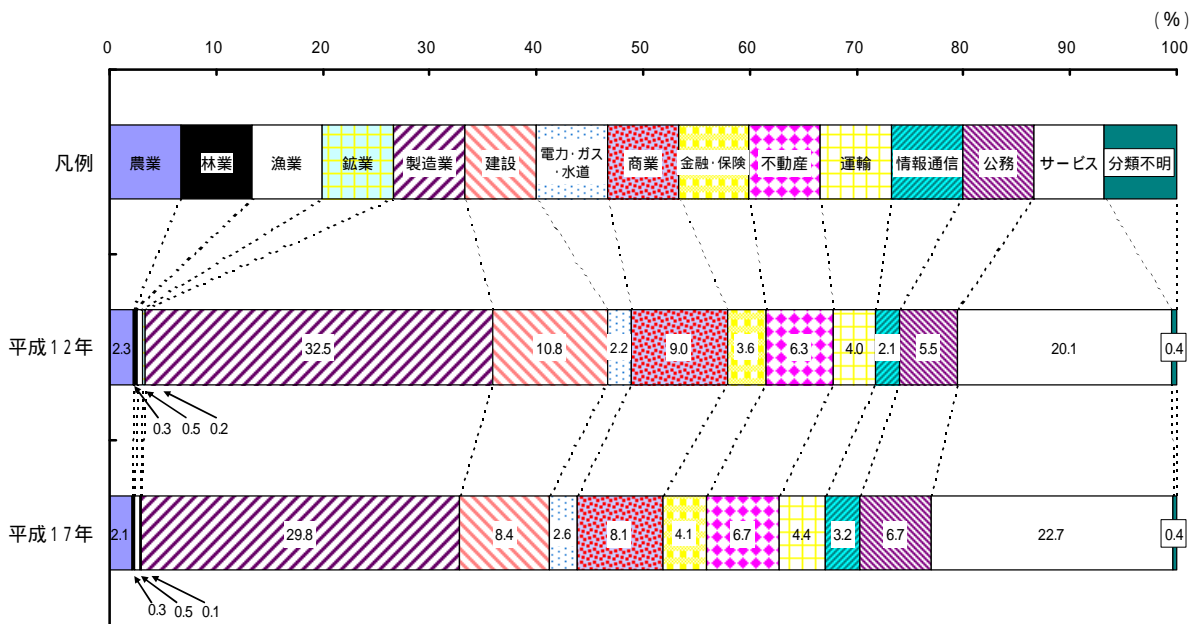 (%)
0 10 20 30 40 50 60 70 80 90 100
凡例 農業 林業 漁業 鉱業 製造業 建設 電力･ガス･水道 商業 金融･保険 不動産 運輸 情報通信 公務 サービス 分類不明
平成12年 2.3 32.5 10.8 2.2 9.0 3.6 6.3 4.0 2.1 5.5 20.1 0.4
0.3 0.5 0.2
平成17年 2.1 29.8 8.4 2.6 8.1 4.1 6.7 4.4 3.2 6.7 22.7 0.4
0.3 0.5 0.1